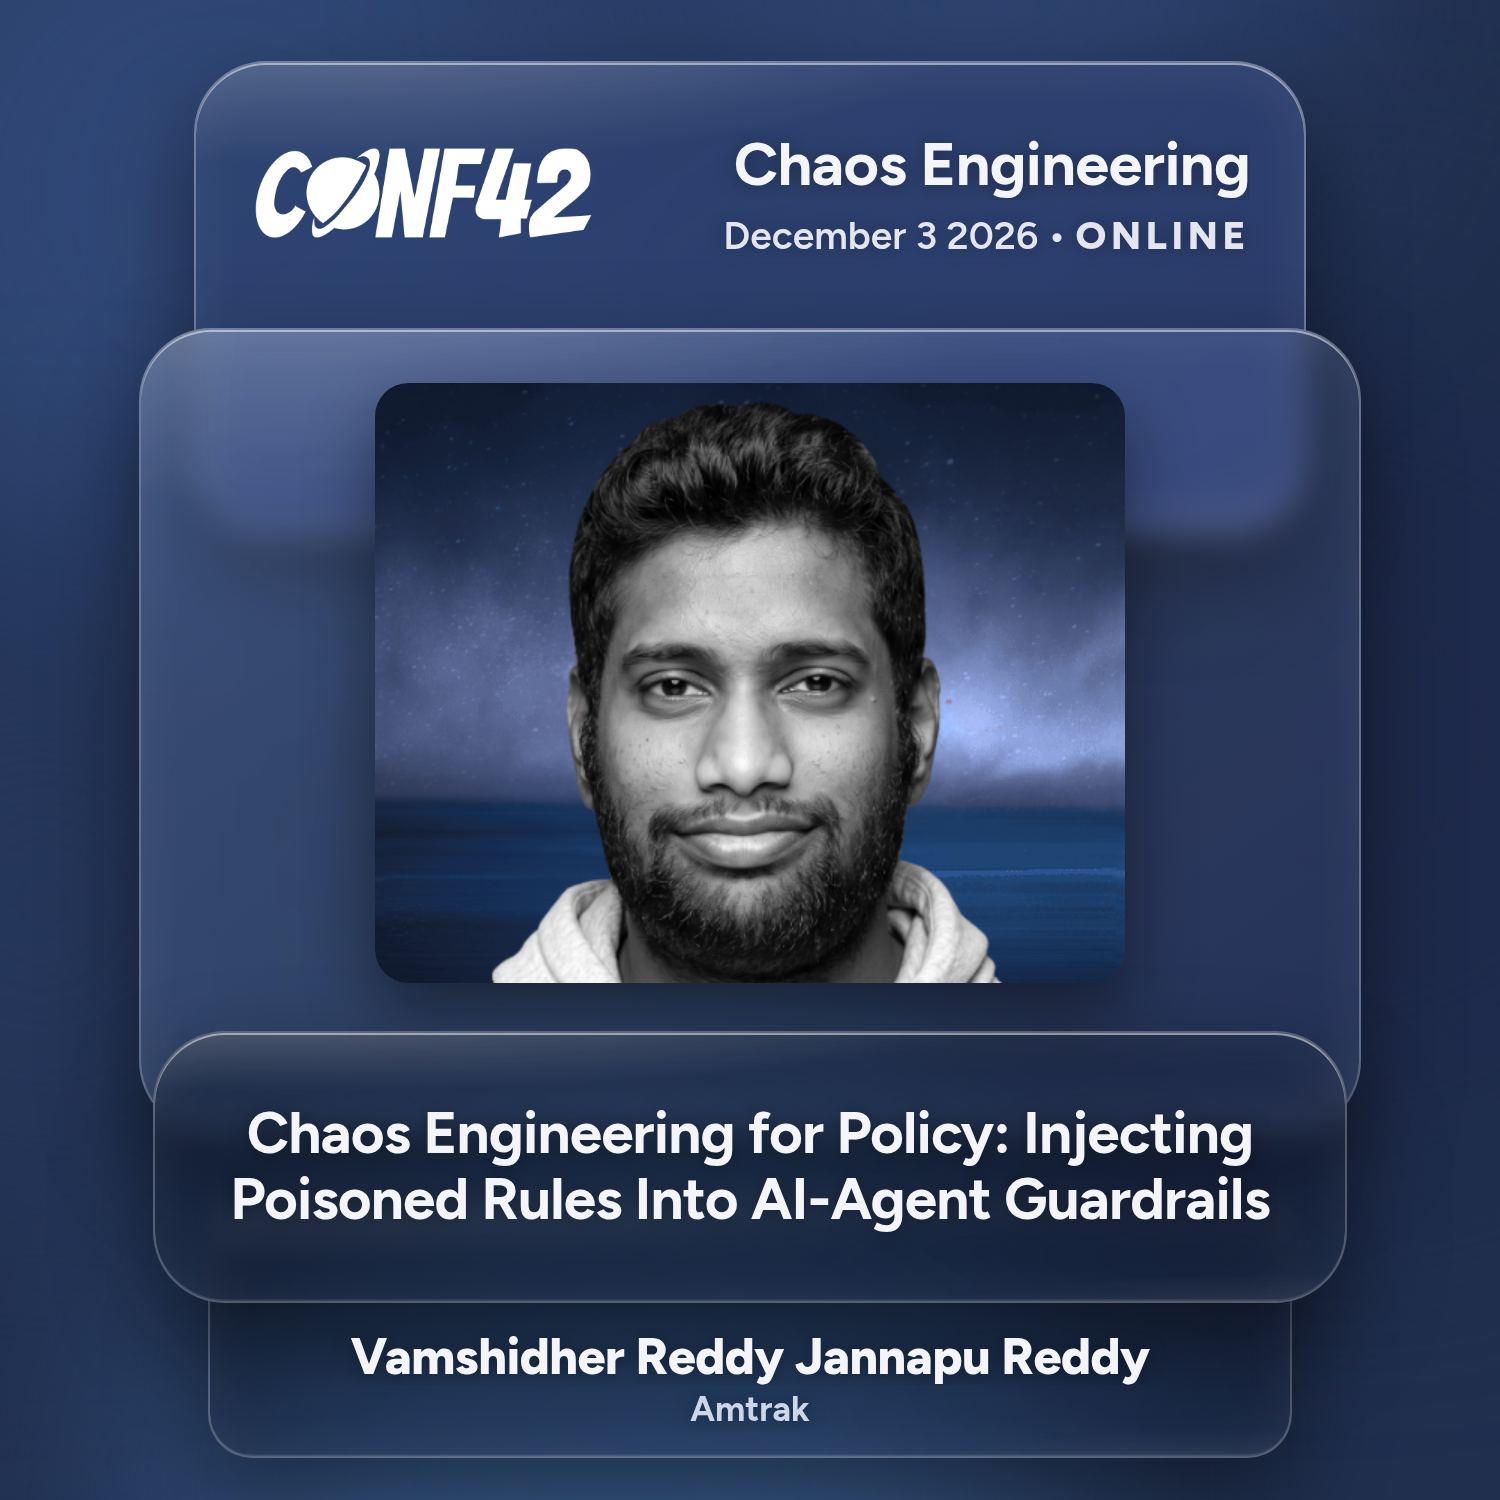 CONF42
Chaos Engineering
December 3 2026 • ONLINE
Chaos Engineering for Policy: Injecting
Poisoned Rules Into AI-Agent Guardrails
Vamshidher Reddy Jannapu Reddy
Amtrak